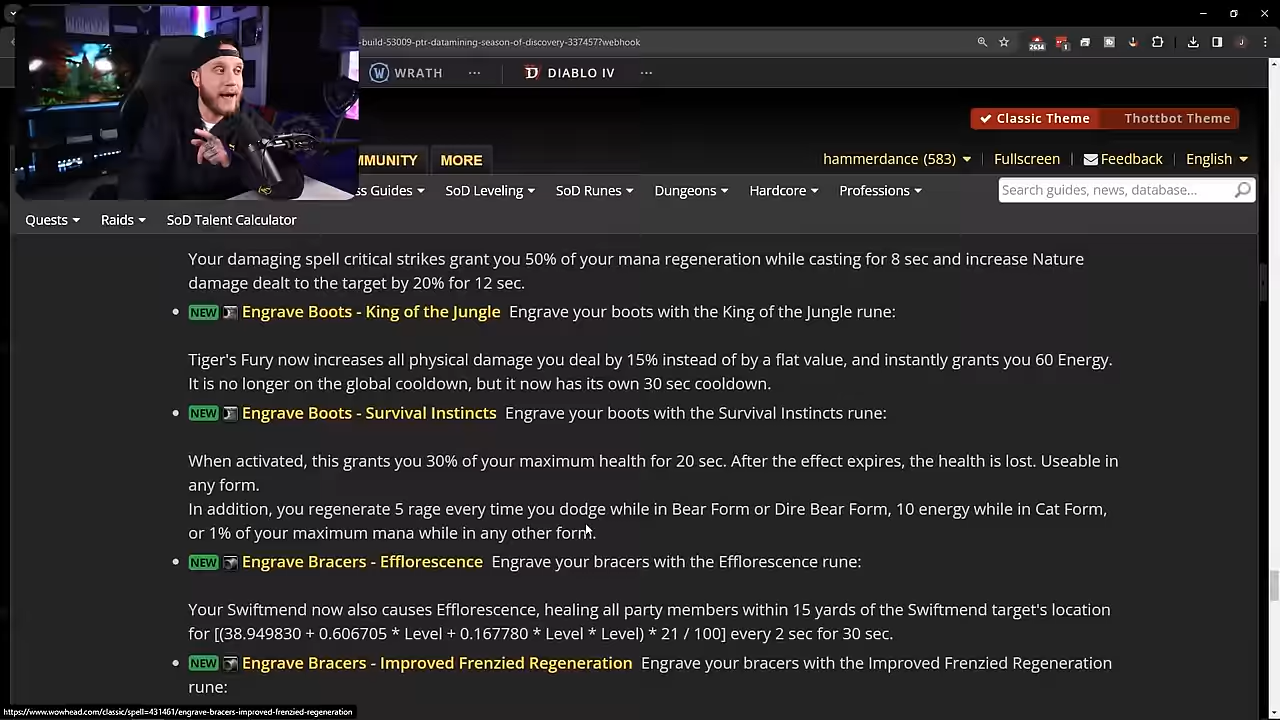 -build-53009-ptr-datamining-season-of-discovery-337457?webhook
2634
WRATH ... DIABLO IV ...
Classic Theme Thottbot Theme
MMUNITY MORE
hammerdance (583) Fullscreen Feedback English
ss Guides SoD Leveling SoD Runes Dungeons Hardcore Professions
Search guides, news, database...
Quests Raids SoD Talent Calculator
Your damaging spell critical strikes grant you 50% of your mana regeneration while casting for 8 sec and increase Nature
damage dealt to the target by 20% for 12 sec.
• NEW Engrave Boots - King of the Jungle Engrave your boots with the King of the Jungle rune:
Tiger's Fury now increases all physical damage you deal by 15% instead of by a flat value, and instantly grants you 60 Energy.
It is no longer on the global cooldown, but it now has its own 30 sec cooldown.
• NEW Engrave Boots - Survival Instincts Engrave your boots with the Survival Instincts rune:
When activated, this grants you 30% of your maximum health for 20 sec. After the effect expires, the health is lost. Useable in
any form.
In addition, you regenerate 5 rage every time you dodge while in Bear Form or Dire Bear Form, 10 energy while in Cat Form,
or 1% of your maximum mana while in any other form.
• NEW Engrave Bracers - Efflorescence Engrave your bracers with the Efflorescence rune:
Your Swiftmend now also causes Efflorescence, healing all party members within 15 yards of the Swiftmend target's location
for [(38.949830 + 0.606705 * Level + 0.167780 * Level * Level) * 21 / 100] every 2 sec for 30 sec.
• NEW Engrave Bracers - Improved Frenzied Regeneration Engrave your bracers with the Improved Frenzied Regeneration
rune:
https://www.wowhead.com/classic/spell=431461/engrave-bracers-improved-frenzied-regeneration